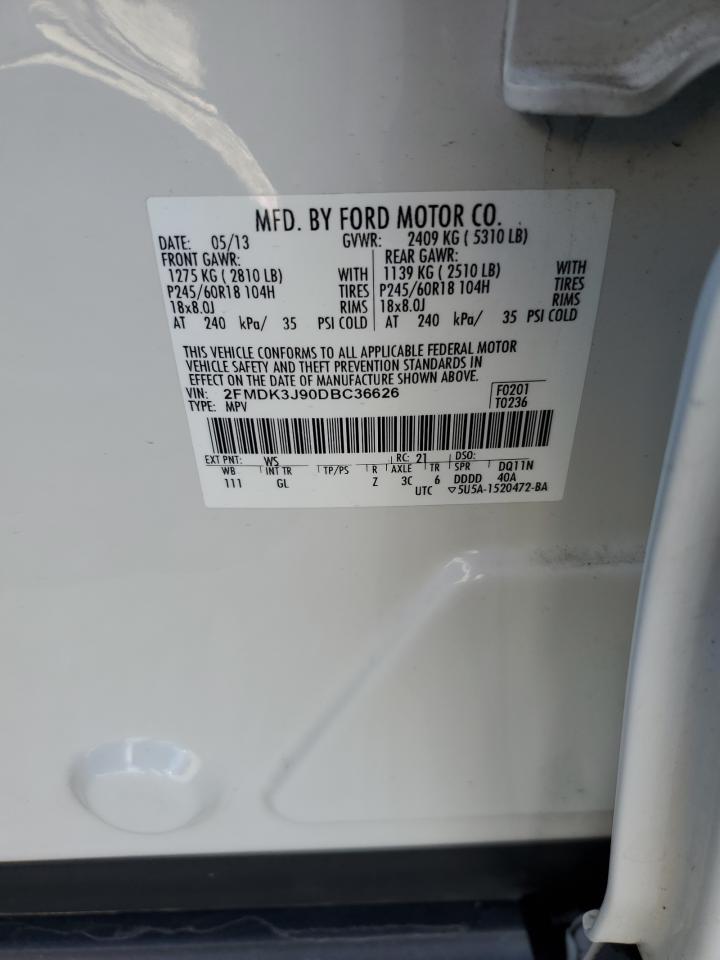 MFD. BY FORD MOTOR CO.
DATE: 05/13 GVWR: 2409 KG ( 5310 LB)
FRONT GAWR: REAR GAWR:
1275 KG ( 2810 LB) WITH 1139 KG ( 2510 LB) WITH
P245/60R18 104H TIRES P245/60R18 104H TIRES
18x8.0J RIMS 18x8.0J RIMS
AT 240 kPa/ 35 PSI COLD AT 240 kPa/ 35 PSI COLD
THIS VEHICLE CONFORMS TO ALL APPLICABLE FEDERAL MOTOR
VEHICLE SAFETY AND THEFT PREVENTION STANDARDS IN
EFFECT ON THE DATE OF MANUFACTURE SHOWN ABOVE.
VIN: 2FMDK3J90DBC36626 F0201
TYPE: MPV T0236
EXT PNT: WS RC: 21 DSO:
WB INT TR TP/PS R AXLE TR SPR DQ11N
111 GL Z 3C 6 DDDD 40A
UTC ▽5U5A-1520472-BA